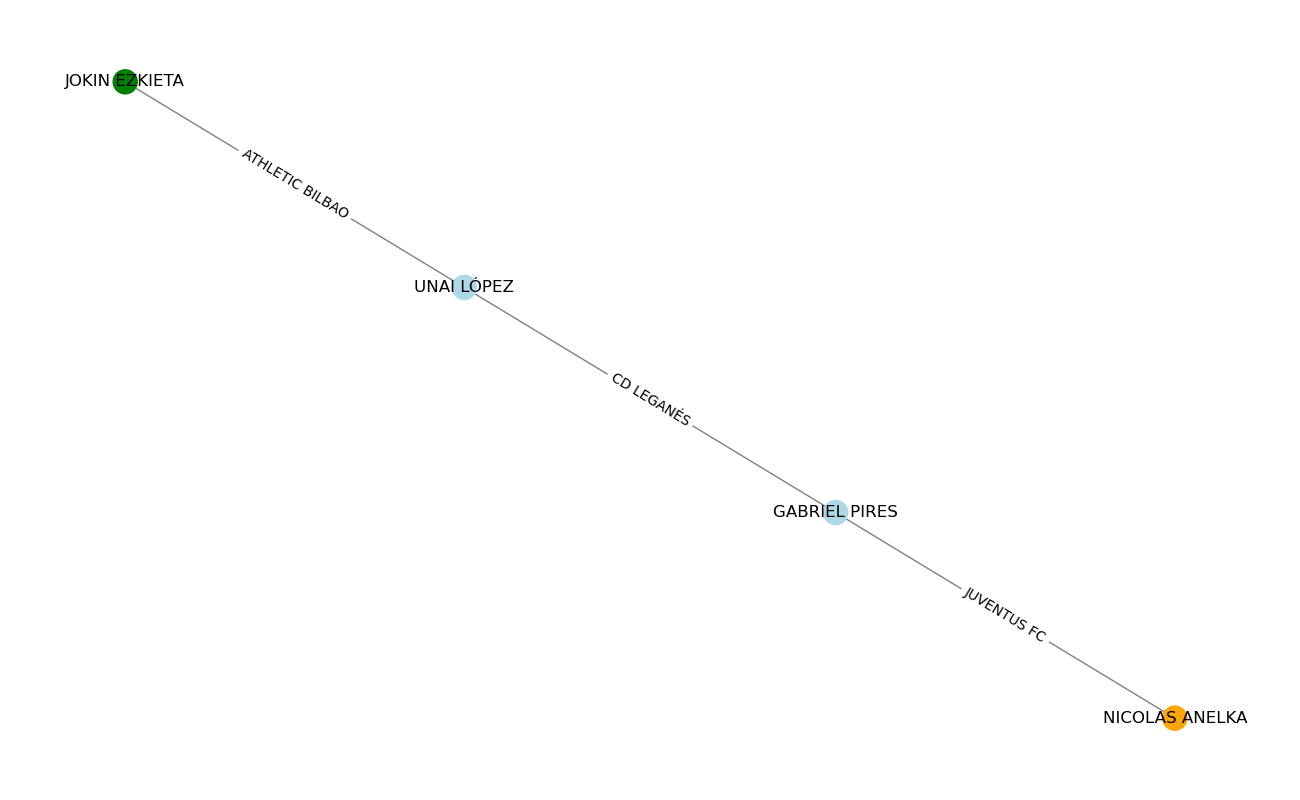 JOKIN EZKIETA
ATHLETIC BILBAO
UNAI LÓPEZ
CD LEGANÉS
GABRIEL PIRES
JUVENTUS FC
NICOLAS ANELKA